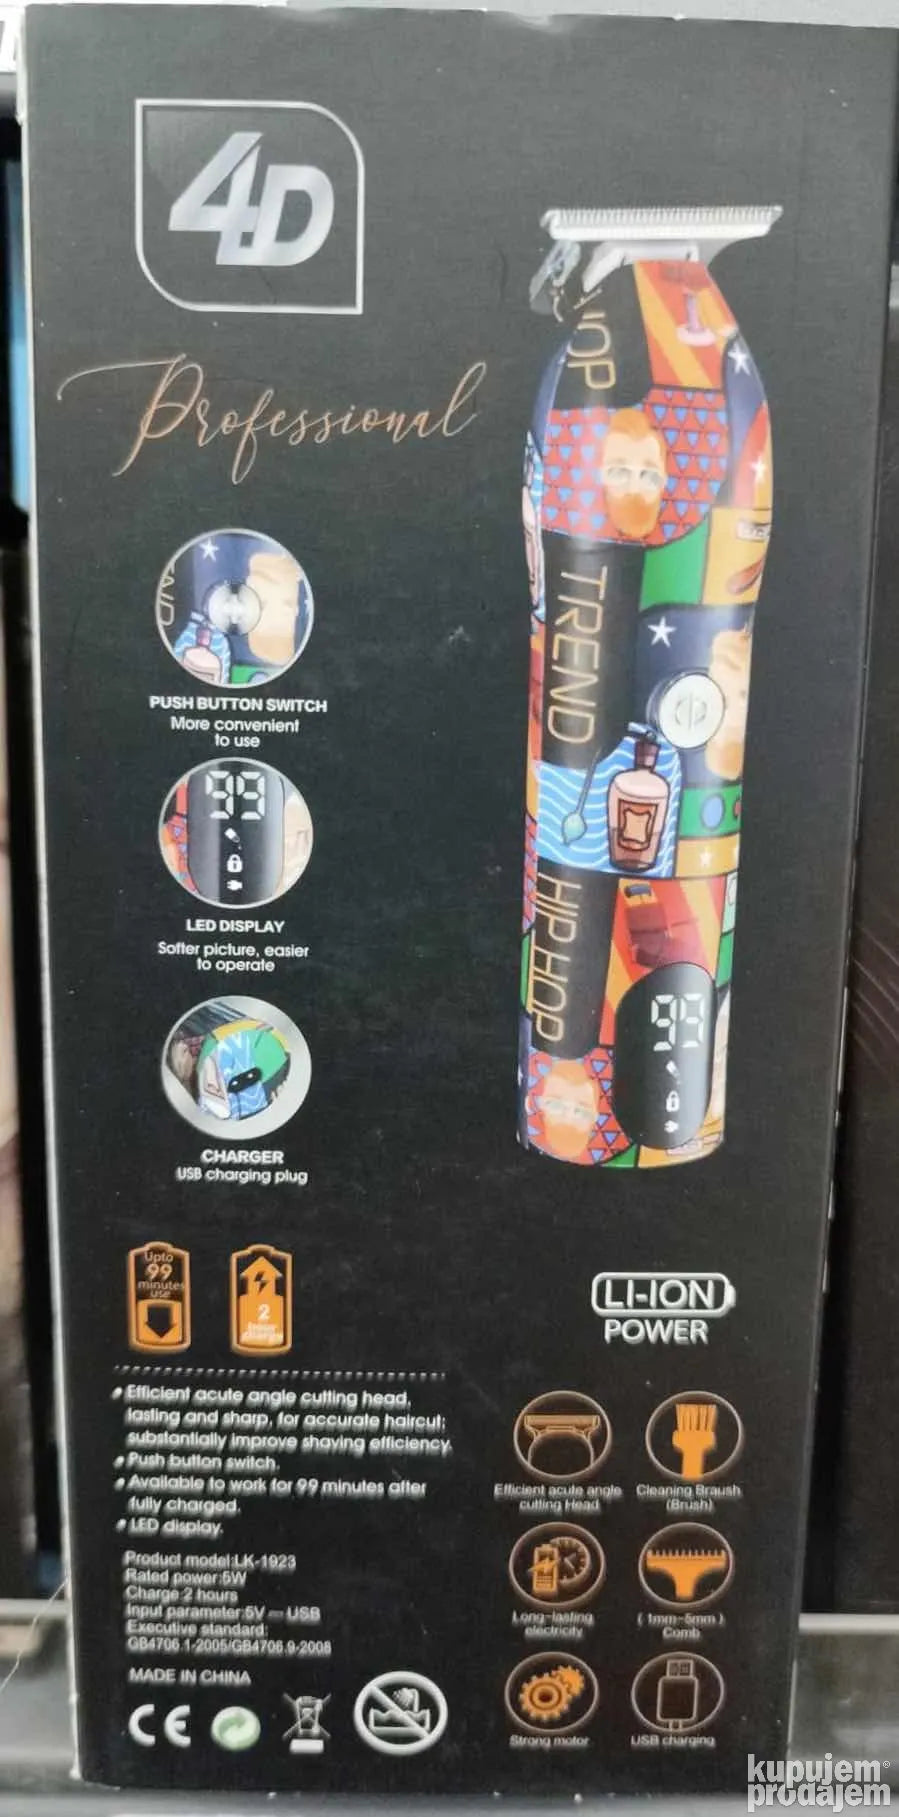 4D
Professional
HIOP
TREND
HIP HOP
99
PUSH BUTTON SWITCH
More convenient
to use
99
LED DISPLAY
Softer picture, easier
to operate
CHARGER
USB charging plug
Upto
99
minutes
use
2
LI-ION
POWER
Efficient acute angle cutting head,
lasting and sharp, for accurate haircut;
substantially improve shaving efficiency.
Push button switch.
Available to work for 99 minutes after
fully charged.
LED display.
Product model:LK-1923
Rated power:5W
Charge:2 hours
Input parameter:5V ⎓ USB
Executive standard:
GB4706.1-2005/GB4706.9-2008
MADE IN CHINA
CE
Efficient acute angle
cutting Head
Cleaning Braush
(Brush)
Long-lasting
electricity
(1mm-5mm)
Comb
Strong motor
USB charging
kupujem®
prodajem